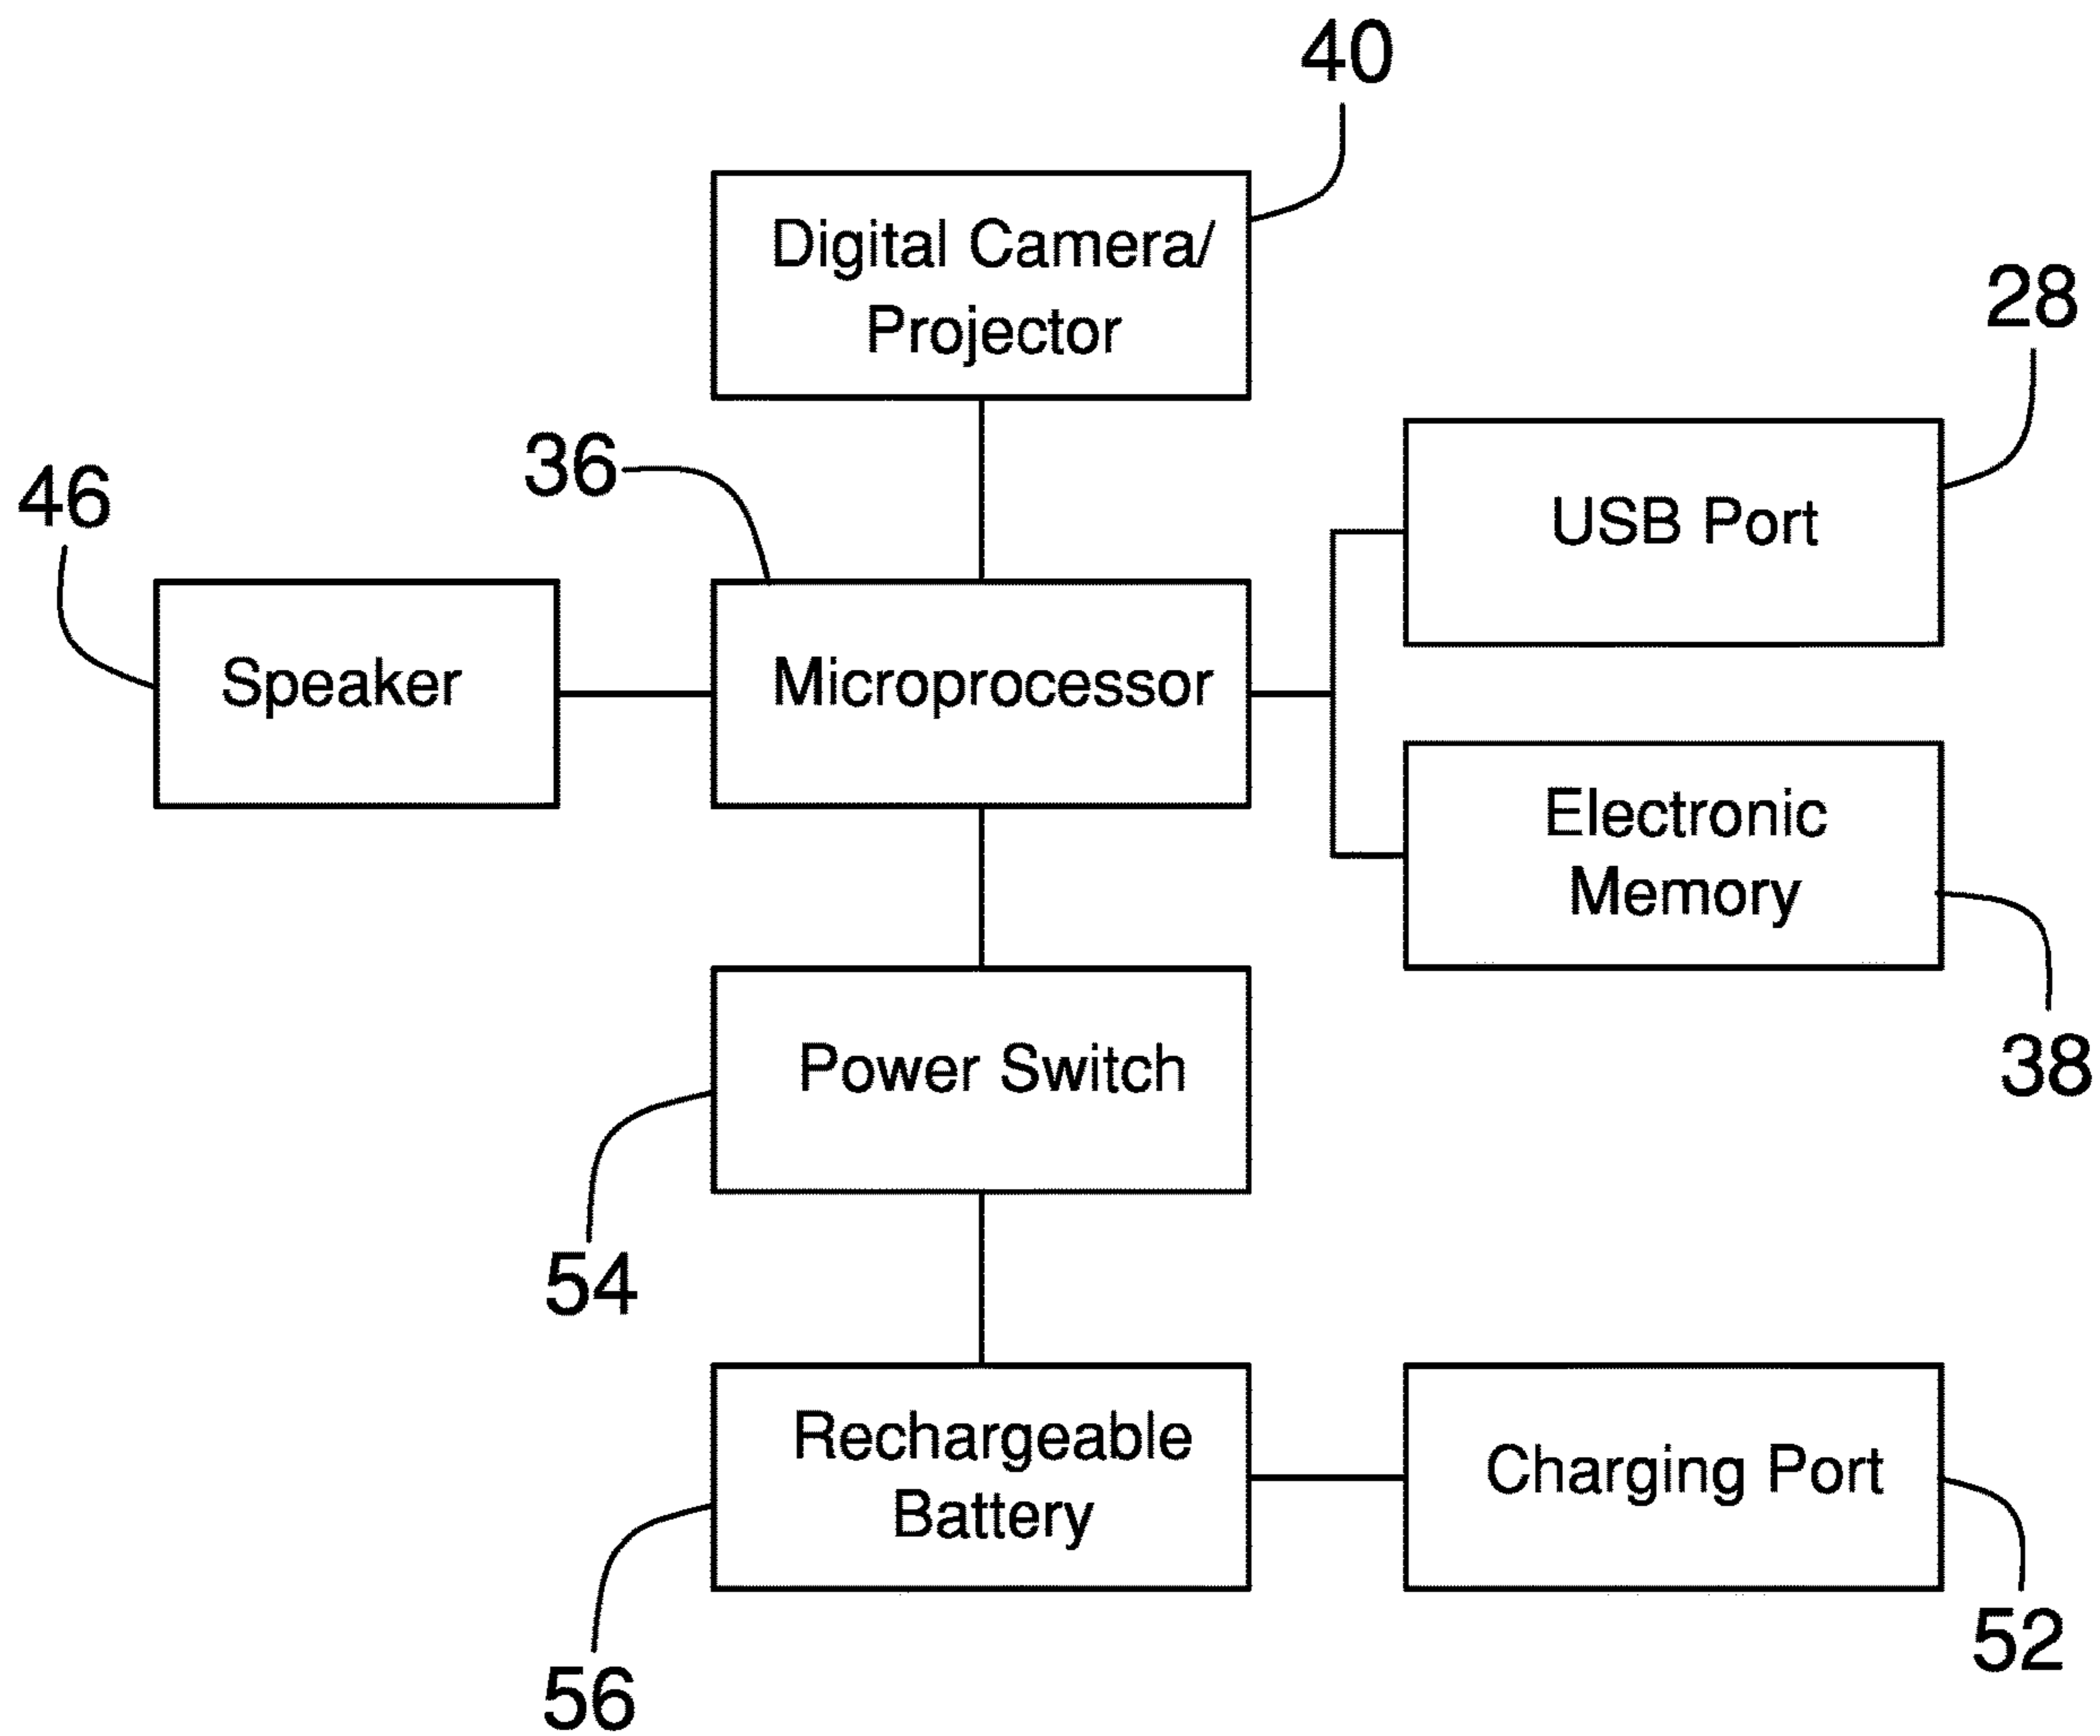 40
Digital Camera/
Projector
28
36
46
USB Port
Speaker
Microprocessor
Electronic
Memory
38
Power Switch
54
Rechargeable
Battery
Charging Port
52
56